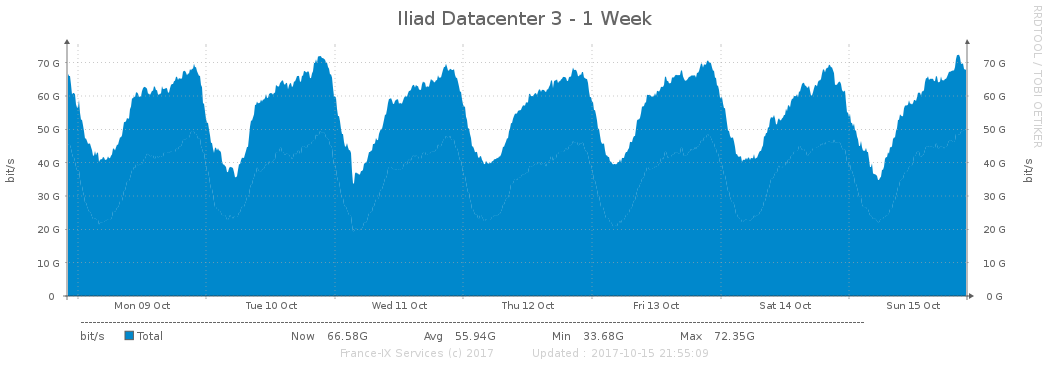 Iliad Datacenter 3 - 1 Week
RRDTOOL / TOBI OETIKER
bit/s
70 G 70 G
60 G 60 G
50 G 50 G
40 G 40 G
30 G 30 G
20 G 20 G
10 G 10 G
0 0 G
bit/s
Mon 09 Oct Tue 10 Oct Wed 11 Oct Thu 12 Oct Fri 13 Oct Sat 14 Oct Sun 15 Oct
bit/s Total Now 66.58G Avg 55.94G Min 33.68G Max 72.35G
France-IX Services (c) 2017 Updated : 2017-10-15 21:55:09